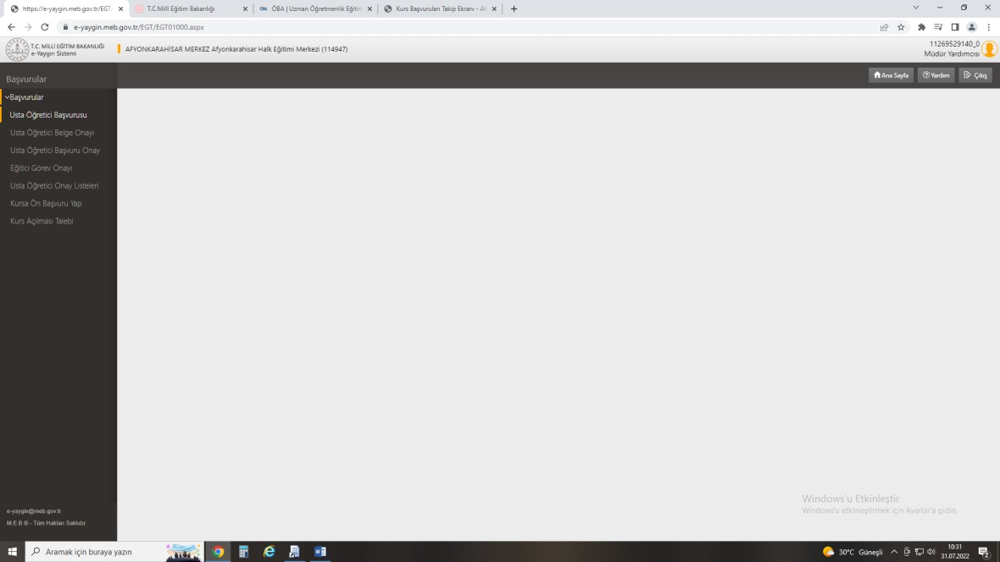 https://e-yaygin.meb.gov.tr/EGT
T.C.Millî Eğitim Bakanlığı
ÖBA | Uzman Öğretmenlik Eğitim
Kurs Başvuruları Takip Ekranı - Af
e-yaygin.meb.gov.tr/EGT/EGT01000.aspx
T.C. MİLLİ EĞİTİM BAKANLIĞI
e-Yaygın Sistemi
AFYONKARAHİSAR MERKEZ Afyonkarahisar Halk Eğitimi Merkezi (114947)
11269529140_0
Müdür Yardımcısı
Ana Sayfa
Yardım
Çıkış
Başvurular
Başvurular
Usta Öğretici Başvurusu
Usta Öğretici Belge Onayı
Usta Öğretici Başvuru Onay
Eğitici Görev Onayı
Usta Öğretici Onay Listeleri
Kursa Ön Başvuru Yap
Kurs Açılması Talebi
Windows'u Etkinleştir
Windows'u etkinleştirmek için Ayarlar'a gidin.
e-yaygin@meb.gov.tr
M.E.B © - Tüm Hakları Saklıdır.
Aramak için buraya yazın
30°C Güneşli
10:31
31.07.2022
2